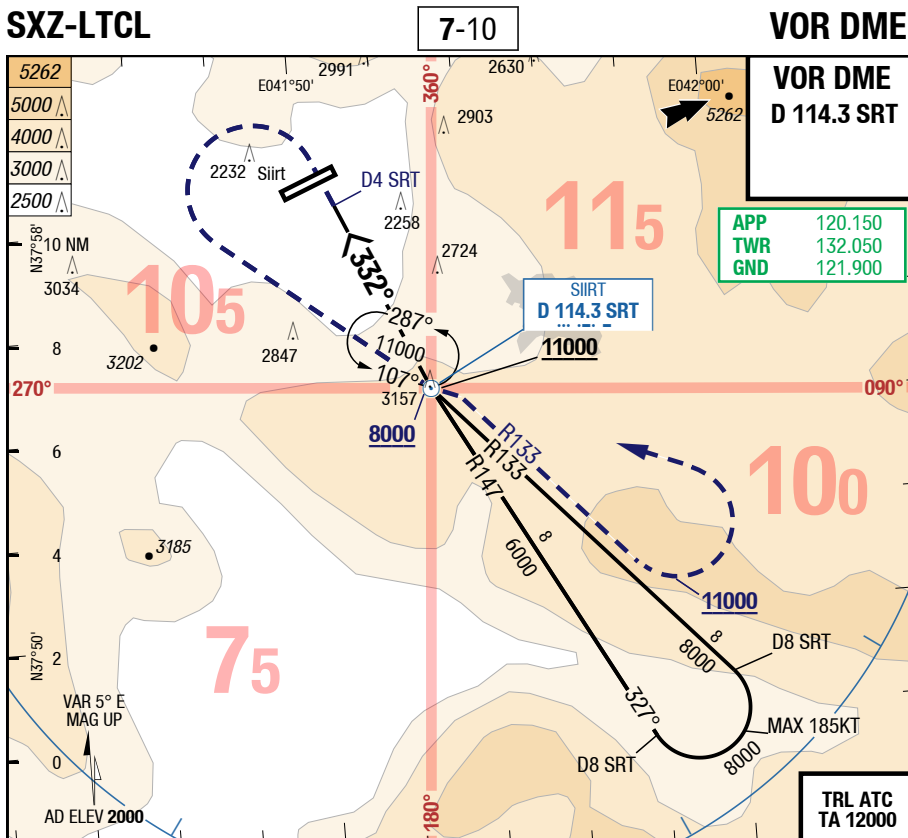 SXZ-LTCL
7-10
VOR DME
5262
5000
4000
3000
2500
E041°50'
2991
360°
2630
E042°00'
5262
VOR DME
D 114.3 SRT
2903
2232
Siirt
D4 SRT
2258
115
APP 120.150
TWR 132.050
GND 121.900
N37°58'
10 NM
3034
105
332°
2724
SIIRT
D 114.3 SRT
287°
11000
107°
11000
8
3202
2847
270°
3157
090°
8000
6
R133
R133
R147
100
8
6000
4
3185
11000
75
8
8000
D8 SRT
N37°50'
2
327°
MAX 185KT
VAR 5° E
MAG UP
D8 SRT
8000
0
AD ELEV 2000
180°
TRL ATC
TA 12000